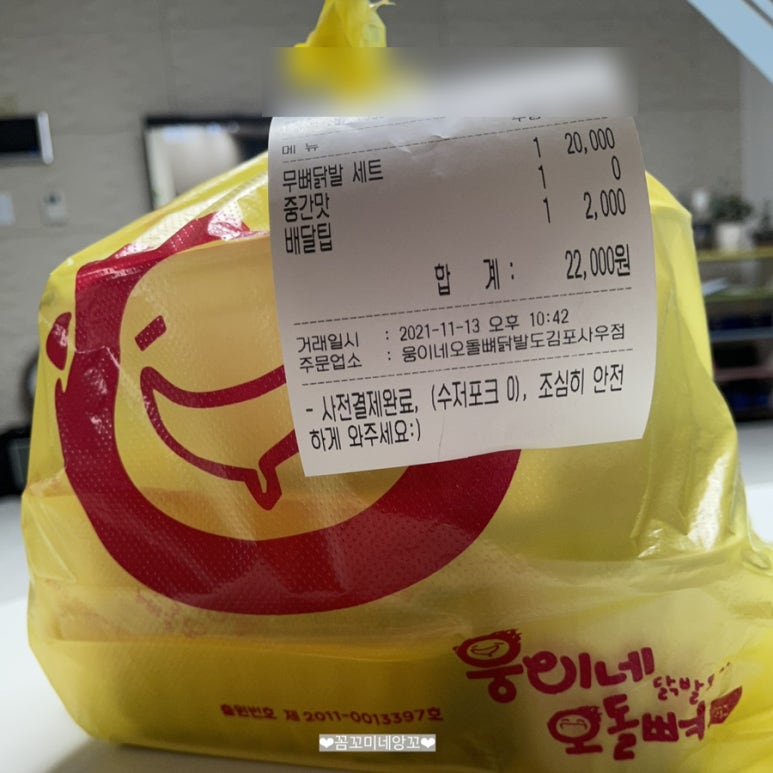 메 뉴
무뼈닭발 세트 1 20,000
중간맛 1 0
배달팁 1 2,000
합 계 : 22,000원
거래일시 : 2021-11-13 오후 10:42
주문업소 : 웅이네오돌뼈닭발도김포사우점
- 사전결제완료, (수저포크 O), 조심히 안전
하게 와주세요:)
웅이네
닭발
오돌뼈
출원번호 제 2011-0013397호
❤꼼꼬미네앙꼬❤